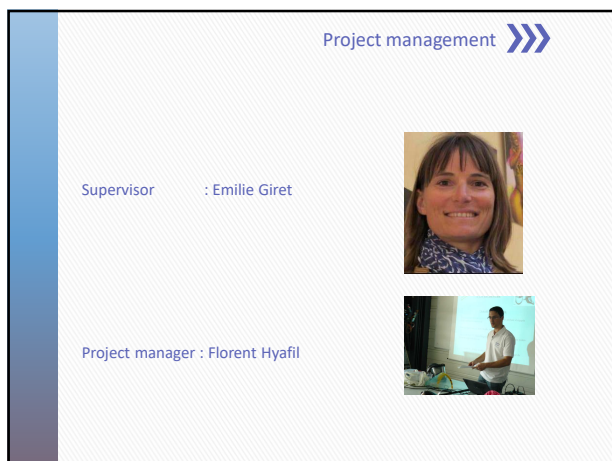 Project management
Supervisor : Emilie Giret
Project manager : Florent Hyafil